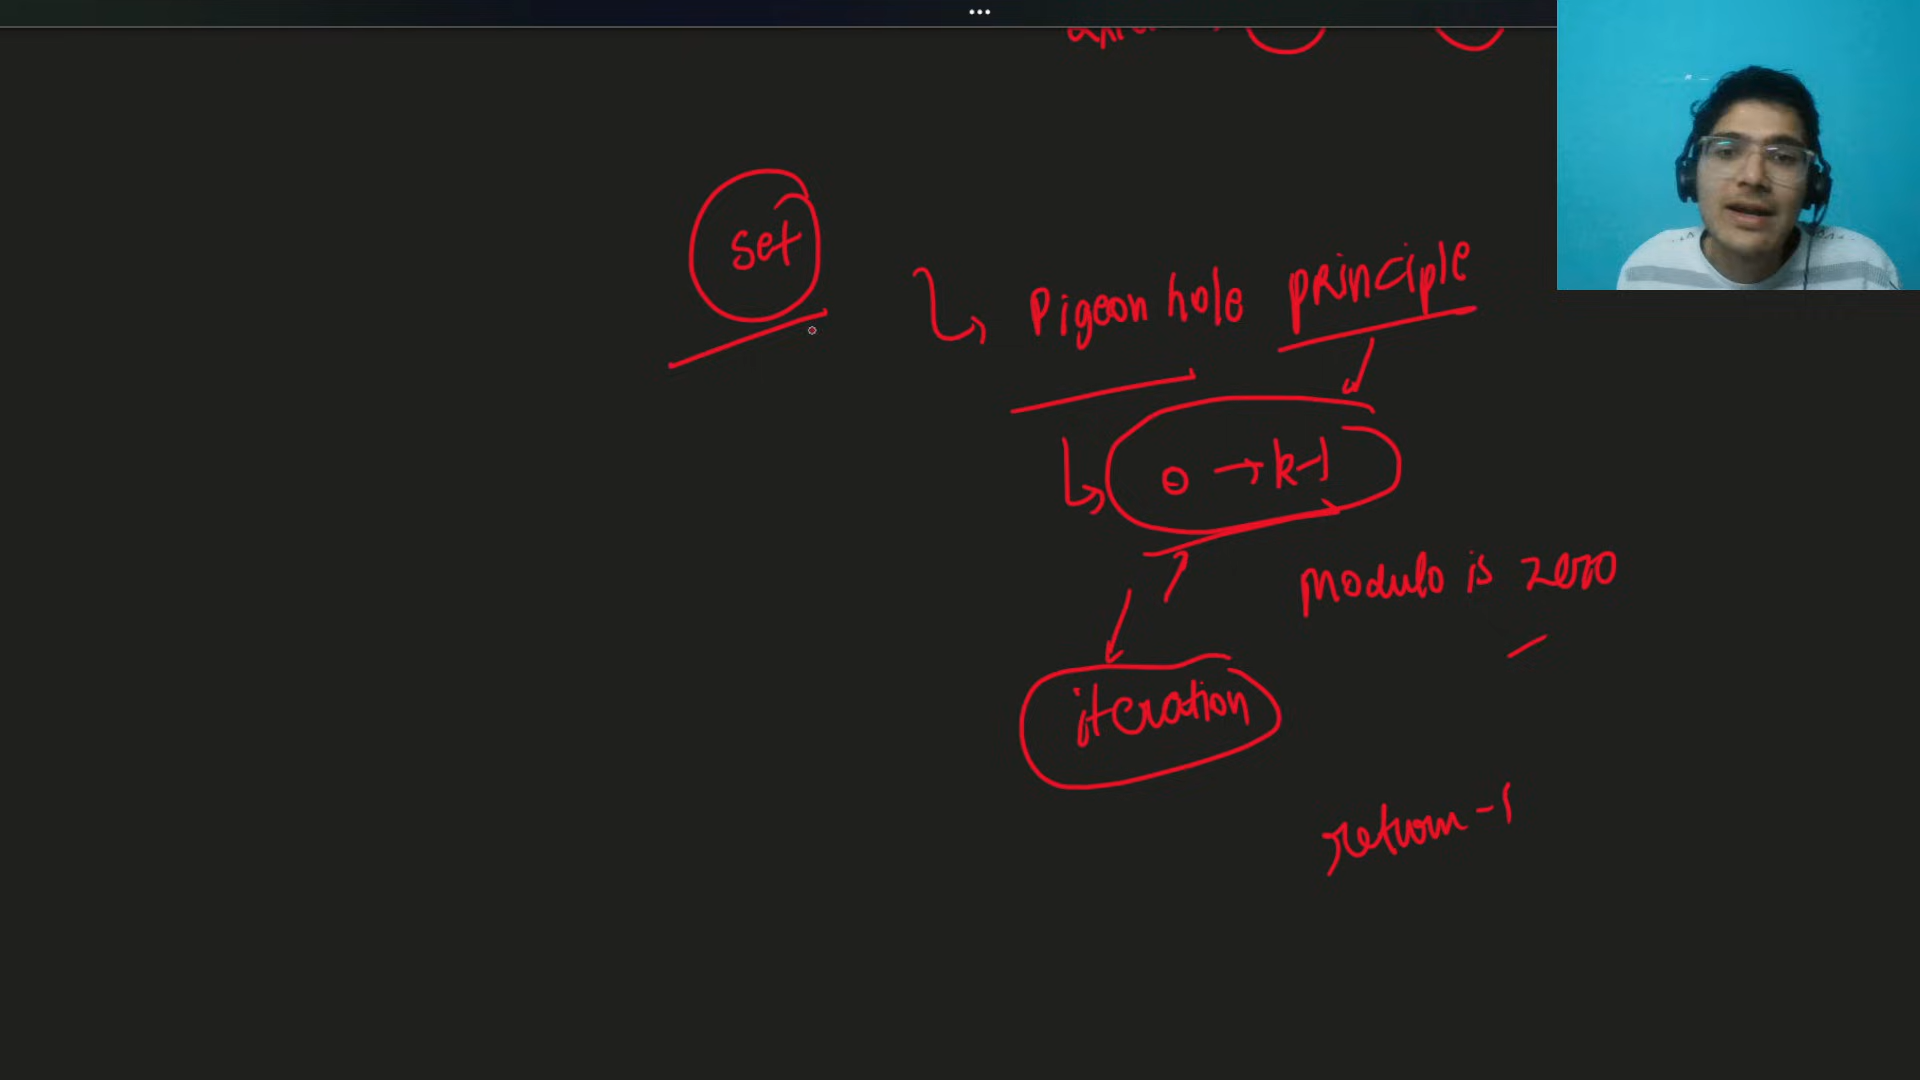 set
Pigeon hole principle
0 → k-1
Modulo is zero
iteration
return -1